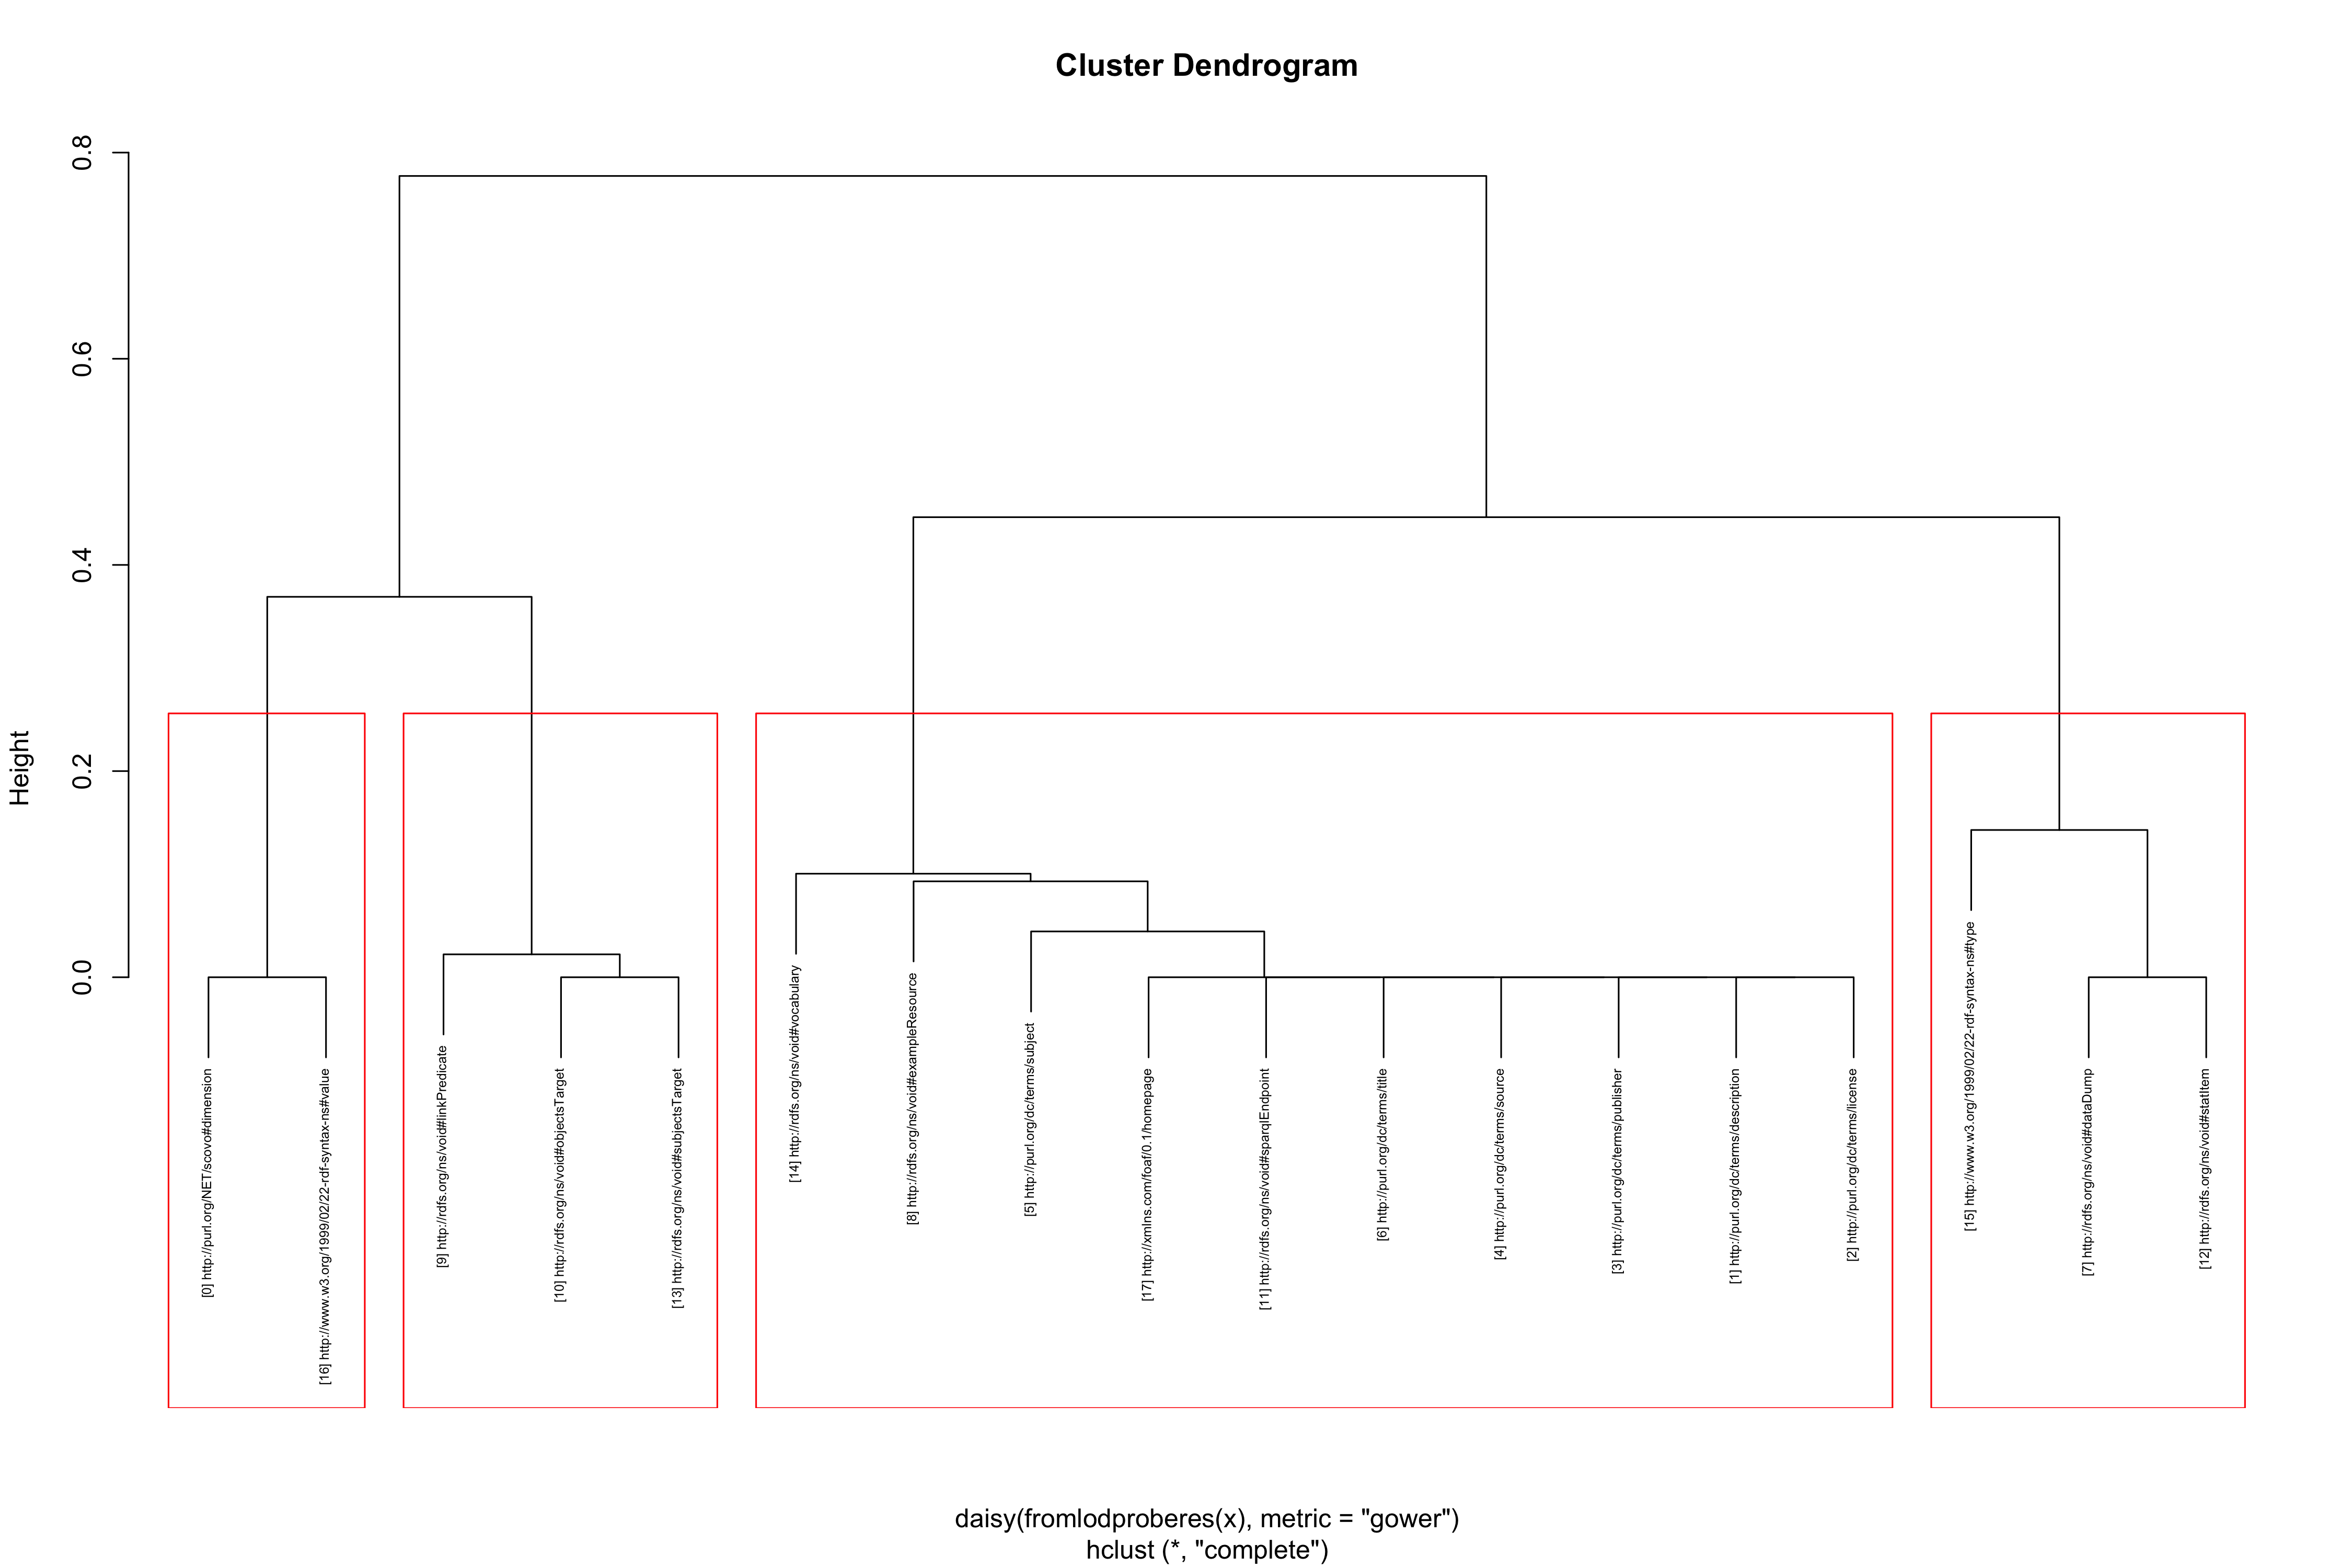 Cluster Dendrogram
0.8
0.6
0.4
0.2
0.0
Height
[0] http://purl.org/NET/scovo#dimension
[16] http://www.w3.org/1999/02/22-rdf-syntax-ns#value
[9] http://rdfs.org/ns/void#linkPredicate
[10] http://rdfs.org/ns/void#objectsTarget
[13] http://rdfs.org/ns/void#subjectsTarget
[14] http://rdfs.org/ns/void#vocabulary
[8] http://rdfs.org/ns/void#exampleResource
[5] http://purl.org/dc/terms/subject
[17] http://xmlns.com/foaf/0.1/homepage
[11] http://rdfs.org/ns/void#sparqlEndpoint
[6] http://purl.org/dc/terms/title
[4] http://purl.org/dc/terms/source
[3] http://purl.org/dc/terms/publisher
[1] http://purl.org/dc/terms/description
[2] http://purl.org/dc/terms/license
[15] http://www.w3.org/1999/02/22-rdf-syntax-ns#type
[7] http://rdfs.org/ns/void#dataDump
[12] http://rdfs.org/ns/void#statItem
daisy(fromlodproberes(x), metric = "gower")
hclust (*, "complete")